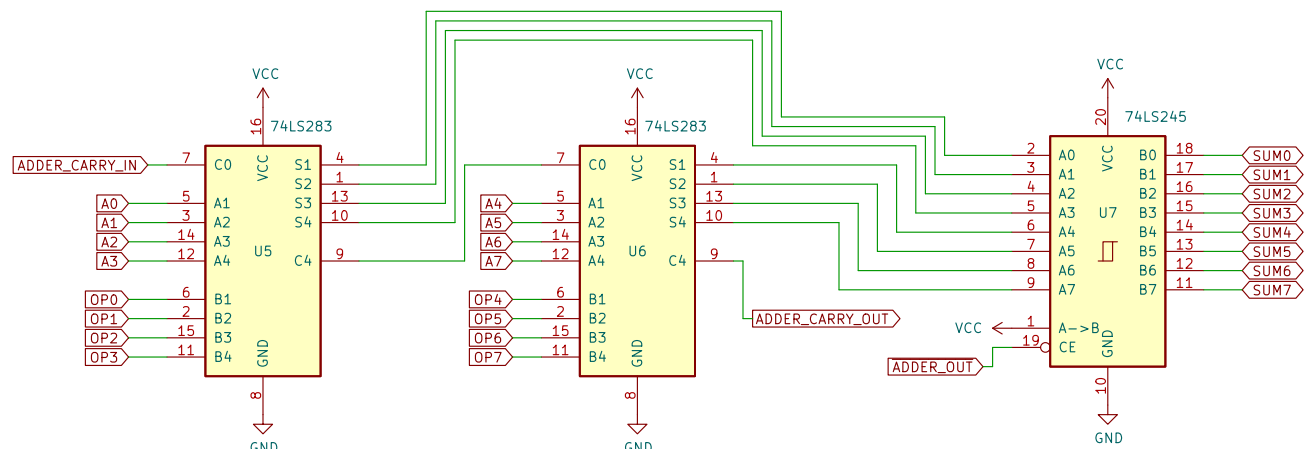 VCC
16
74LS283
ADDER_CARRY_IN
7
C0
VCC
S1
4
S2
1
A0
5
A1
S3
13
A1
3
A2
S4
10
A2
14
A3
U5
A3
12
A4
C4
9
OP0
6
B1
OP1
2
B2
OP2
15
B3
OP3
11
B4
GND
8
GND
VCC
16
74LS283
7
C0
VCC
S1
4
S2
1
A4
5
A1
S3
13
A5
3
A2
S4
10
A6
14
A3
U6
A7
12
A4
C4
9
OP4
6
B1
OP5
2
B2
ADDER_CARRY_OUT
OP6
15
B3
OP7
11
B4
GND
8
GND
VCC
20
74LS245
2
A0
VCC
B0
18
SUM0
3
A1
B1
17
SUM1
4
A2
B2
16
SUM2
5
A3
U7
B3
15
SUM3
6
A4
B4
14
SUM4
7
A5
B5
13
SUM5
8
A6
B6
12
SUM6
9
A7
B7
11
SUM7
VCC
1
A->B
19
CE
GND
ADDER_OUT
10
GND